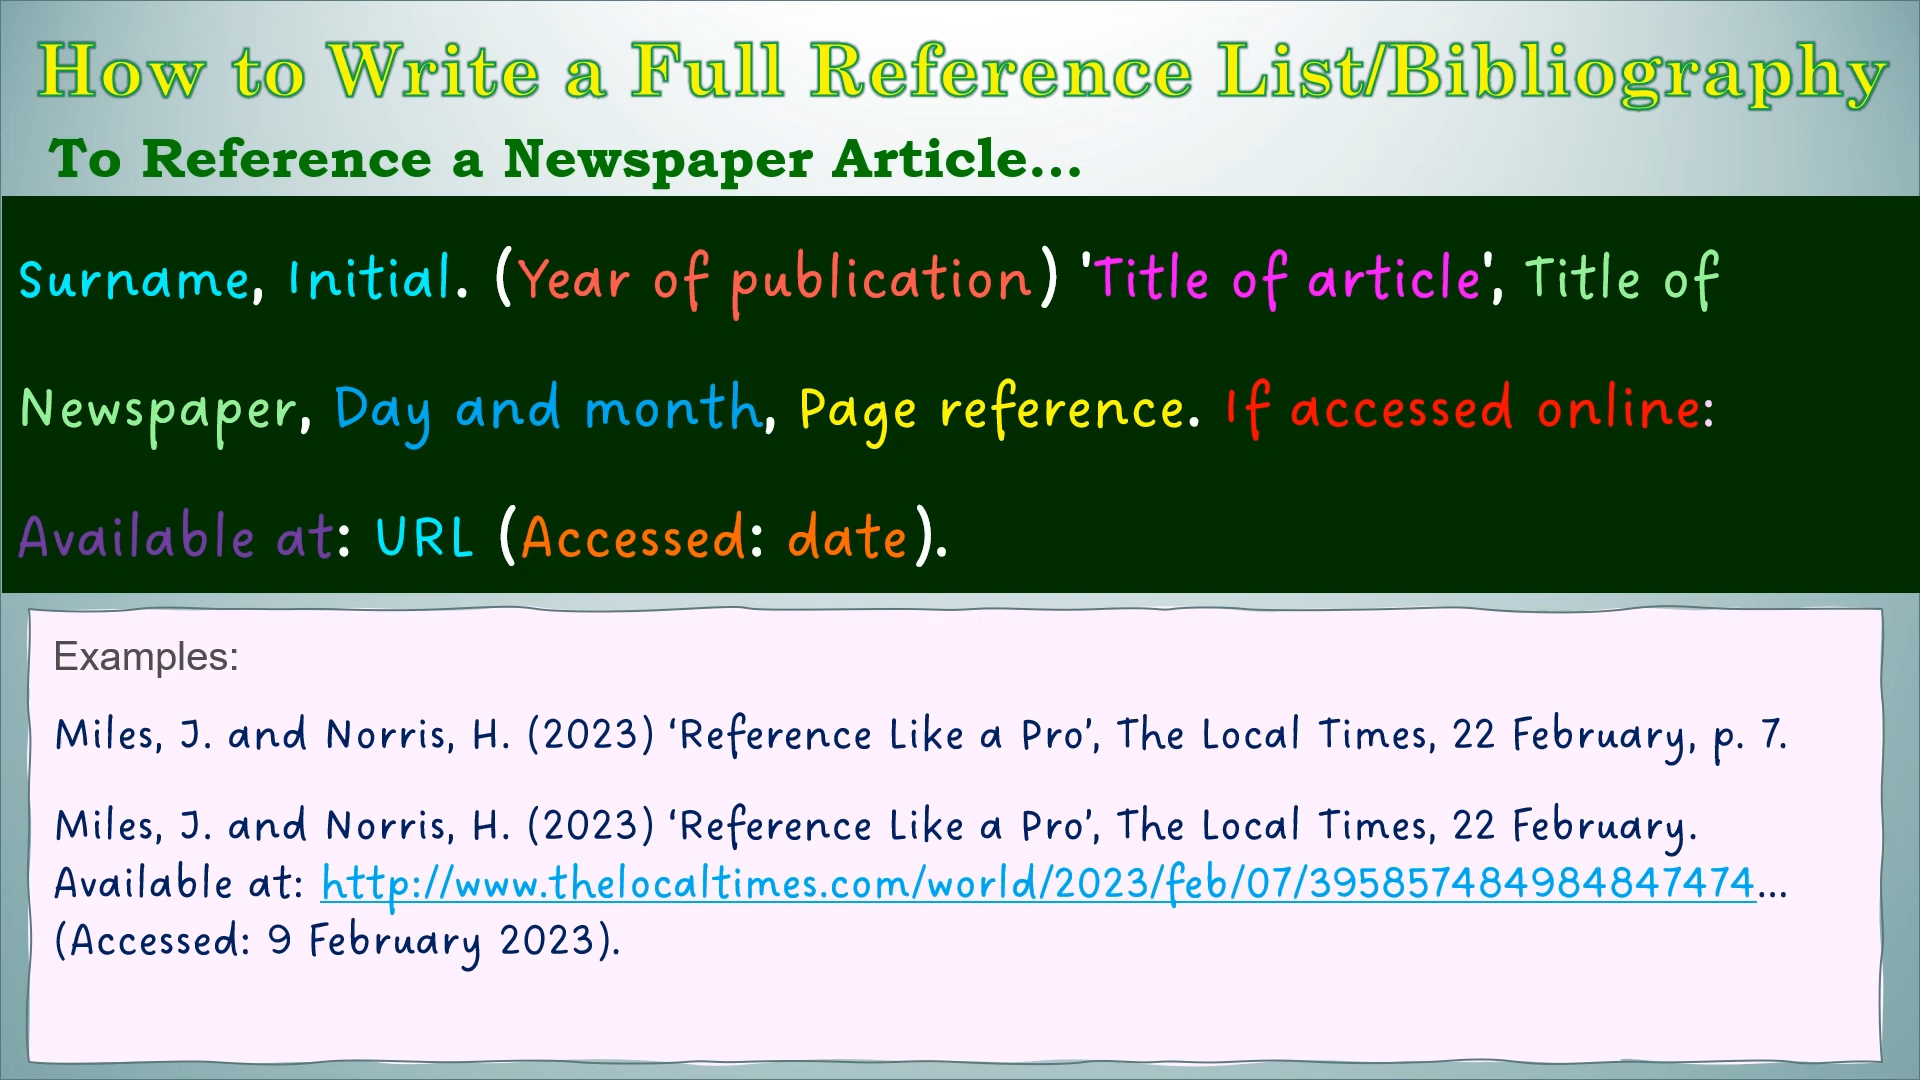 How to Write a Full Reference List/Bibliography
To Reference a Newspaper Article...
Surname, Initial. (Year of publication) 'Title of article', Title of
Newspaper, Day and month, Page reference. If accessed online:
Available at: URL (Accessed: date).
Examples:
Miles, J. and Norris, H. (2023) ‘Reference Like a Pro’, The Local Times, 22 February, p. 7.
Miles, J. and Norris, H. (2023) ‘Reference Like a Pro’, The Local Times, 22 February.
Available at: http://www.thelocaltimes.com/world/2023/feb/07/395857484984847474...
(Accessed: 9 February 2023).